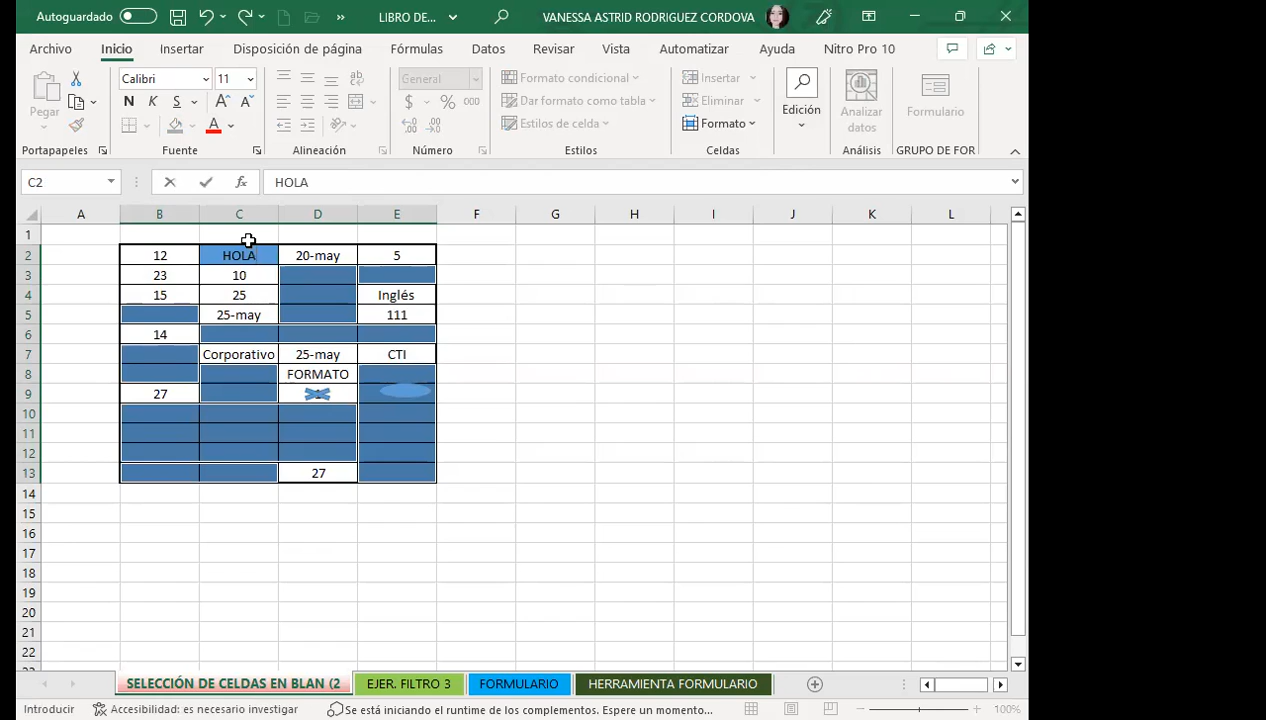 Autoguardado LIBRO DE... VANESSA ASTRID RODRIGUEZ CORDOVA
Archivo Inicio Insertar Disposición de página Fórmulas Datos Revisar Vista Automatizar Ayuda Nitro Pro 10
Pegar Calibri 11 General Formato condicional Insertar Edición Analizar datos Formulario
N K S A A A $ % 000 Dar formato como tabla Eliminar
Estilos de celda Formato
Portapapeles Fuente Alineación Número Estilos Celdas Análisis GRUPO DE FOR
C2 fx HOLA
A B C D E F G H I J K L
1
2 12 HOLA 20-may 5
3 23 10
4 15 25 Inglés
5 25-may 111
6 14
7 Corporativo 25-may CTI
8 FORMATO
9 27
10
11
12
13 27
14
15
16
17
18
19
20
21
22
SELECCIÓN DE CELDAS EN BLAN (2 EJER. FILTRO 3 FORMULARIO HERRAMIENTA FORMULARIO
Introducir Accesibilidad: es necesario investigar Se está iniciando el runtime de los complementos. Espere un momento... 100%